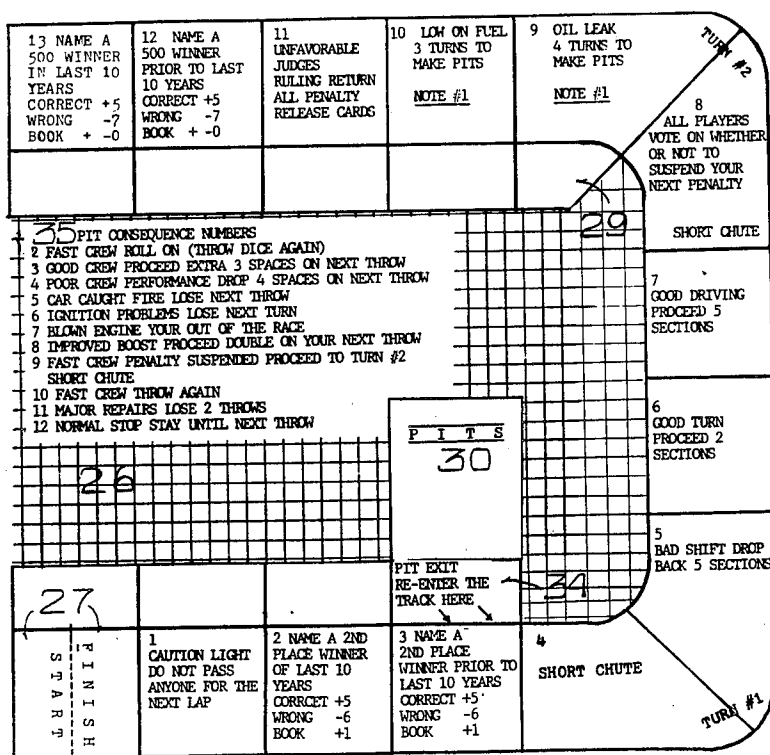 13 NAME A
500 WINNER
IN LAST 10
YEARS
CORRECT +5
WRONG -7
BOOK + -0
12 NAME A
500 WINNER
PRIOR TO LAST
10 YEARS
CORRECT +5
WRONG -7
BOOK + -0
11
UNFAVORABLE
JUDGES
RULING RETURN
ALL PENALTY
RELEASE CARDS
10 LOW ON FUEL
3 TURNS TO
MAKE PITS
NOTE #1
9 OIL LEAK
4 TURNS TO
MAKE PITS
NOTE #1
TURN #2
8
ALL PLAYERS
VOTE ON WHETHER
OR NOT TO
SUSPEND YOUR
NEXT PENALTY
SHORT CHUTE
29
35 PIT CONSEQUENCE NUMBERS
2 FAST CREW ROLL ON (THROW DICE AGAIN)
3 GOOD CREW PROCEED EXTRA 3 SPACES ON NEXT THROW
4 POOR CREW PERFORMANCE DROP 4 SPACES ON NEXT THROW
5 CAR CAUGHT FIRE LOSE NEXT THROW
6 IGNITION PROBLEMS LOSE NEXT TURN
7 BLOWN ENGINE YOUR OUT OF THE RACE
8 IMPROVED BOOST PROCEED DOUBLE ON YOUR NEXT THROW
9 FAST CREW PENALTY SUSPENDED PROCEED TO TURN #2
SHORT CHUTE
10 FAST CREW THROW AGAIN
11 MAJOR REPAIRS LOSE 2 THROWS
12 NORMAL STOP STAY UNTIL NEXT THROW
7
GOOD DRIVING
PROCEED 5
SECTIONS
6
GOOD TURN
PROCEED 2
SECTIONS
PITS
30
26
5
BAD SHIFT DROP
BACK 5 SECTIONS
PIT EXIT
RE-ENTER THE
TRACK HERE
34
27
FINISH
START
1
CAUTION LIGHT
DO NOT PASS
ANYONE FOR THE
NEXT LAP
2 NAME A 2ND
PLACE WINNER
OF LAST 10
YEARS
CORRCET +5
WRONG -6
BOOK +1
3 NAME A
2ND PLACE
WINNER PRIOR TO
LAST 10 YEARS
CORRECT +5
WRONG -6
BOOK +1
4
SHORT CHUTE
TURN #1